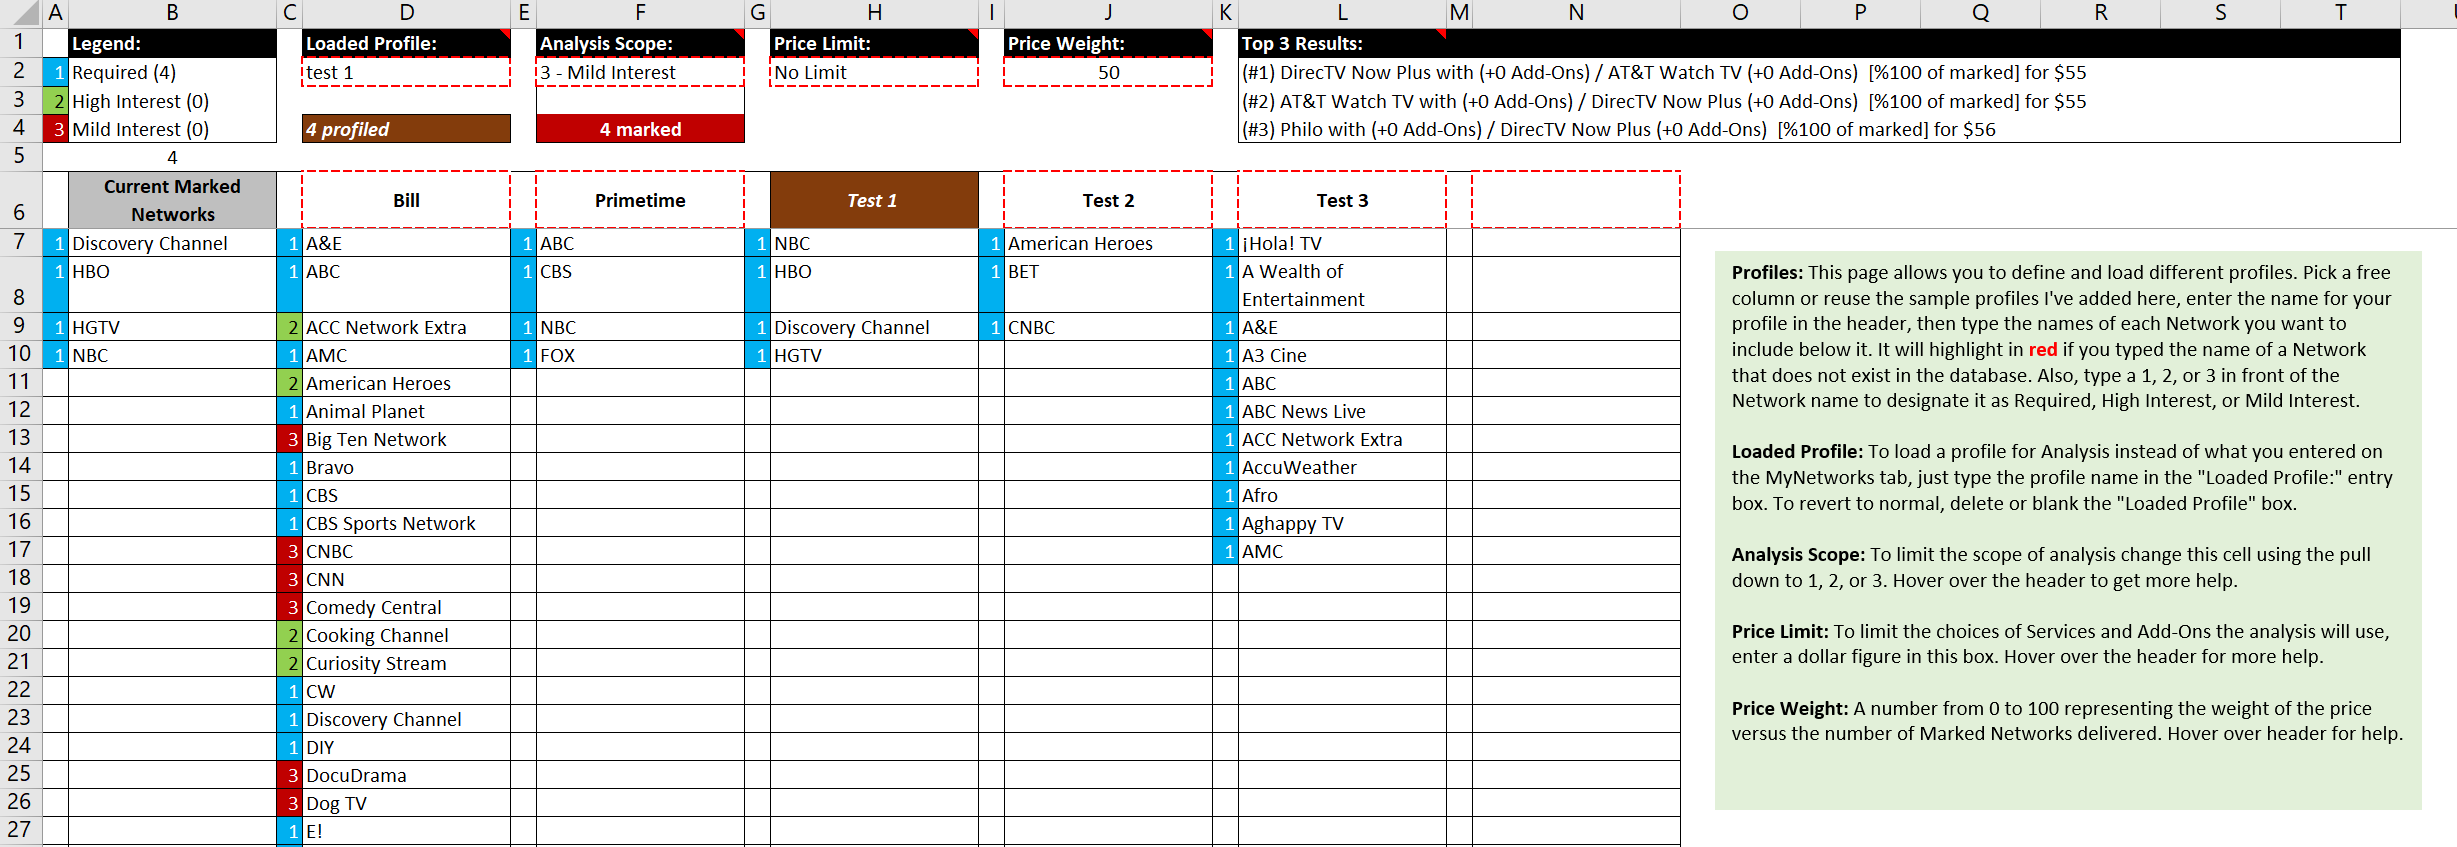 A B C D E F G H I J K L M N O P Q R S T
1 Legend: Loaded Profile: Analysis Scope: Price Limit: Price Weight: Top 3 Results:
2 1 Required (4) test 1 3 - Mild Interest No Limit 50 (#1) DirecTV Now Plus with (+0 Add-Ons) / AT&T Watch TV (+0 Add-Ons) [%100 of marked] for $55
3 2 High Interest (0) (#2) AT&T Watch TV with (+0 Add-Ons) / DirecTV Now Plus (+0 Add-Ons) [%100 of marked] for $55
4 3 Mild Interest (0) 4 profiled 4 marked (#3) Philo with (+0 Add-Ons) / DirecTV Now Plus (+0 Add-Ons) [%100 of marked] for $56
5 4
6 Current Marked
Networks Bill Primetime Test 1 Test 2 Test 3
7 1 Discovery Channel 1 A&E 1 ABC 1 NBC 1 American Heroes 1 ¡Hola! TV
8 1 HBO 1 ABC 1 CBS 1 HBO 1 BET 1 A Wealth of
Entertainment
9 1 HGTV 2 ACC Network Extra 1 NBC 1 Discovery Channel 1 CNBC 1 A&E
10 1 NBC 1 AMC 1 FOX 1 HGTV 1 A3 Cine
11 2 American Heroes 1 ABC
12 1 Animal Planet 1 ABC News Live
13 3 Big Ten Network 1 ACC Network Extra
14 1 Bravo 1 AccuWeather
15 1 CBS 1 Afro
16 1 CBS Sports Network 1 Aghappy TV
17 3 CNBC 1 AMC
18 3 CNN
19 3 Comedy Central
20 2 Cooking Channel
21 2 Curiosity Stream
22 1 CW
23 1 Discovery Channel
24 1 DIY
25 3 DocuDrama
26 3 Dog TV
27 1 E!
Profiles: This page allows you to define and load different profiles. Pick a free
column or reuse the sample profiles I've added here, enter the name for your
profile in the header, then type the names of each Network you want to
include below it. It will highlight in red if you typed the name of a Network
that does not exist in the database. Also, type a 1, 2, or 3 in front of the
Network name to designate it as Required, High Interest, or Mild Interest.
Loaded Profile: To load a profile for Analysis instead of what you entered on
the MyNetworks tab, just type the profile name in the "Loaded Profile:" entry
box. To revert to normal, delete or blank the "Loaded Profile" box.
Analysis Scope: To limit the scope of analysis change this cell using the pull
down to 1, 2, or 3. Hover over the header to get more help.
Price Limit: To limit the choices of Services and Add-Ons the analysis will use,
enter a dollar figure in this box. Hover over the header for more help.
Price Weight: A number from 0 to 100 representing the weight of the price
versus the number of Marked Networks delivered. Hover over header for help.